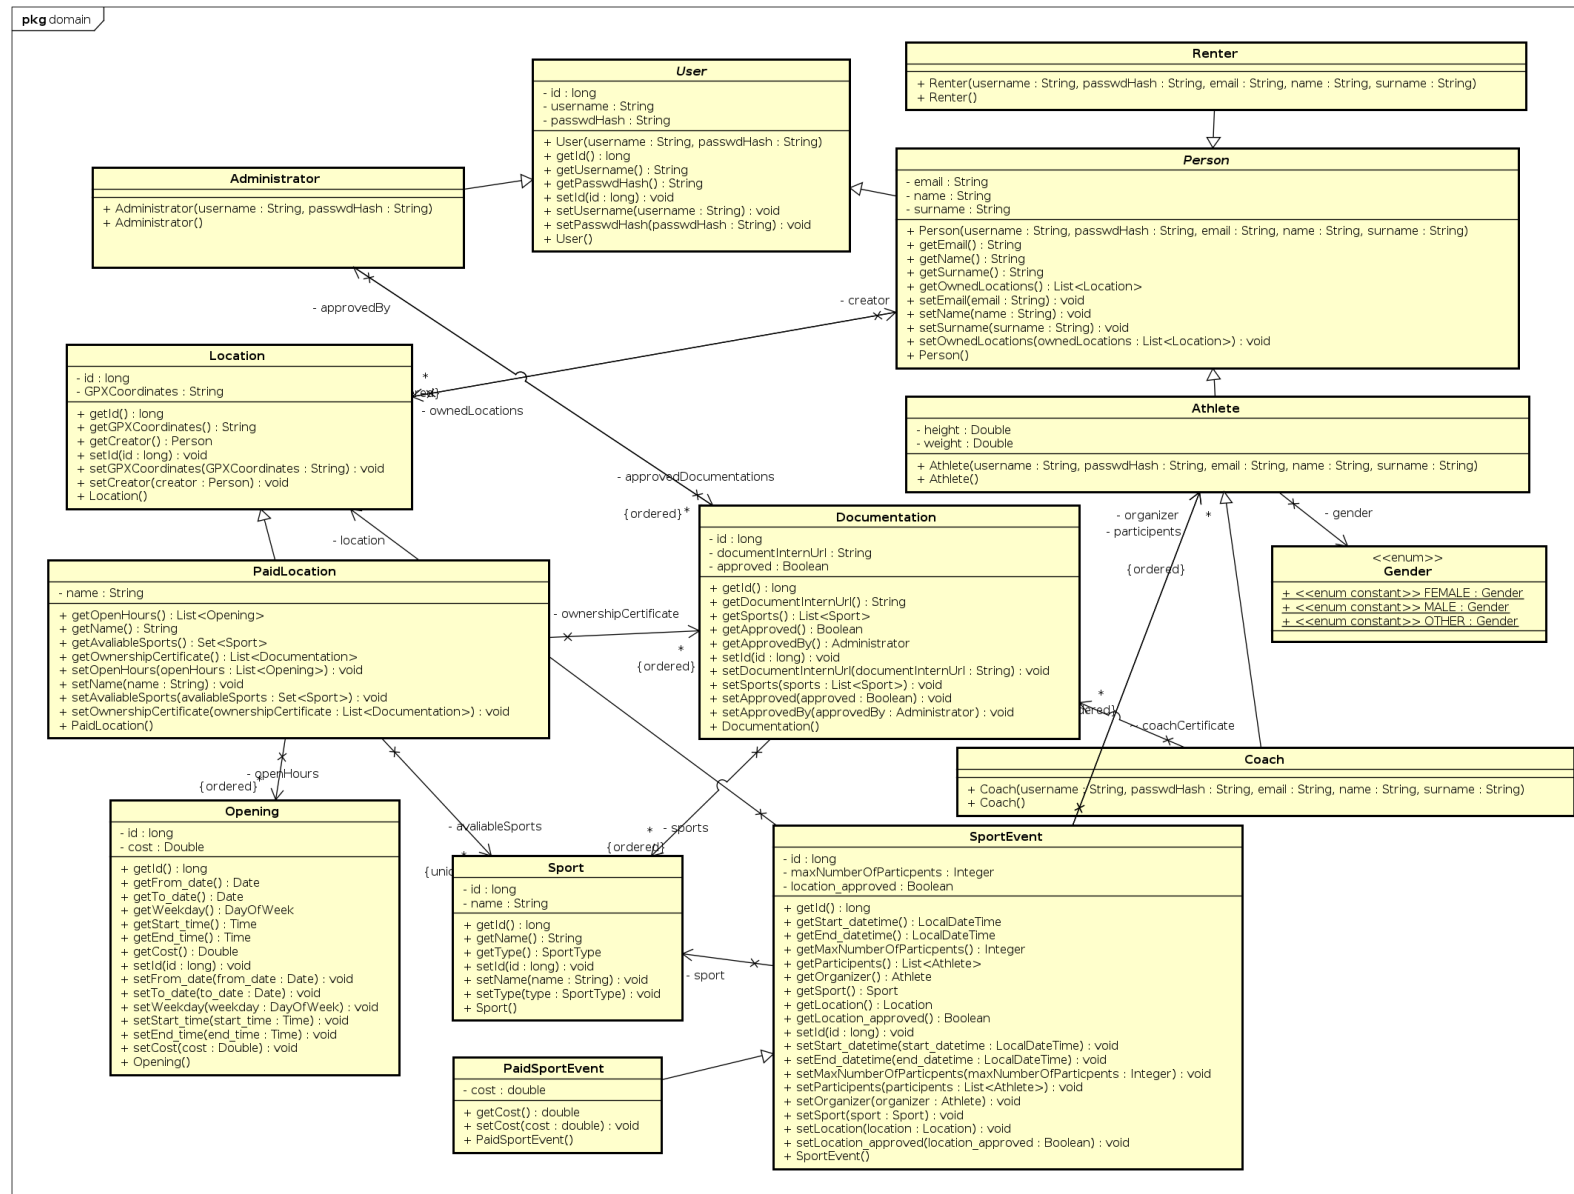 pkg domain
User
- id : long
- username : String
- passwdHash : String
+ User(username : String, passwdHash : String)
+ getId() : long
+ getUsername() : String
+ getPasswdHash() : String
+ setId(id : long) : void
+ setUsername(username : String) : void
+ setPasswdHash(passwdHash : String) : void
+ User()
Renter
+ Renter(username : String, passwdHash : String, email : String, name : String, surname : String)
+ Renter()
Administrator
+ Administrator(username : String, passwdHash : String)
+ Administrator()
Person
- email : String
- name : String
- surname : String
+ Person(username : String, passwdHash : String, email : String, name : String, surname : String)
+ getEmail() : String
+ getName() : String
+ getSurname() : String
+ getOwnedLocations() : List<Location>
+ setEmail(email : String) : void
+ setName(name : String) : void
+ setSurname(surname : String) : void
+ setOwnedLocations(ownedLocations : List<Location>) : void
+ Person()
- approvedBy
- creator
Location
- id : long
- GPXCoordinates : String
+ getId() : long
+ getGPXCoordinates() : String
+ getCreator() : Person
+ setId(id : long) : void
+ setGPXCoordinates(GPXCoordinates : String) : void
+ setCreator(creator : Person) : void
+ Location()
*
- ownedLocations
Athlete
- height : Double
- weight : Double
+ Athlete(username : String, passwdHash : String, email : String, name : String, surname : String)
+ Athlete()
- approvedDocumentations
{ordered}
*
- organizer
*
- participents
{ordered}
- gender
- location
<<enum>>
Gender
+ <<enum constant>> FEMALE : Gender
+ <<enum constant>> MALE : Gender
+ <<enum constant>> OTHER : Gender
Documentation
- id : long
- documentInternUrl : String
- approved : Boolean
+ getId() : long
+ getDocumentInternUrl() : String
+ getSports() : List<Sport>
+ getApproved() : Boolean
+ getApprovedBy() : Administrator
+ setId(id : long) : void
+ setDocumentInternUrl(documentInternUrl : String) : void
+ setSports(sports : List<Sport>) : void
+ setApproved(approved : Boolean) : void
+ setApprovedBy(approvedBy : Administrator) : void
+ Documentation()
PaidLocation
- name : String
+ getOpenHours() : List<Opening>
+ getName() : String
+ getAvaliableSports() : Set<Sport>
+ getOwnershipCertificate() : List<Documentation>
+ setOpenHours(openHours : List<Opening>) : void
+ setName(name : String) : void
+ setAvaliableSports(avaliableSports : Set<Sport>) : void
+ setOwnershipCertificate(ownershipCertificate : List<Documentation>) : void
+ PaidLocation()
- ownershipCertificate
*
{ordered}
*
- coachCertificate
Coach
+ Coach(username : String, passwdHash : String, email : String, name : String, surname : String)
+ Coach()
- openHours
{ordered}
*
- avaliableSports
*
- sports
*
{ordered}
Opening
- id : long
- cost : Double
+ getId() : long
+ getFrom_date() : Date
+ getTo_date() : Date
+ getWeekday() : DayOfWeek
+ getStart_time() : Time
+ getEnd_time() : Time
+ getCost() : Double
+ setId(id : long) : void
+ setFrom_date(from_date : Date) : void
+ setTo_date(to_date : Date) : void
+ setWeekday(weekday : DayOfWeek) : void
+ setStart_time(start_time : Time) : void
+ setEnd_time(end_time : Time) : void
+ setCost(cost : Double) : void
+ Opening()
Sport
- id : long
- name : String
+ getId() : long
+ getName() : String
+ getType() : SportType
+ setId(id : long) : void
+ setName(name : String) : void
+ setType(type : SportType) : void
+ Sport()
- sport
SportEvent
- id : long
- maxNumberOfParticpents : Integer
- location_approved : Boolean
+ getId() : long
+ getStart_datetime() : LocalDateTime
+ getEnd_datetime() : LocalDateTime
+ getMaxNumberOfParticpents() : Integer
+ getParticipents() : List<Athlete>
+ getOrganizer() : Athlete
+ getSport() : Sport
+ getLocation() : Location
+ getLocation_approved() : Boolean
+ setId(id : long) : void
+ setStart_datetime(start_datetime : LocalDateTime) : void
+ setEnd_datetime(end_datetime : LocalDateTime) : void
+ setMaxNumberOfParticpents(maxNumberOfParticpents : Integer) : void
+ setParticipents(participents : List<Athlete>) : void
+ setOrganizer(organizer : Athlete) : void
+ setSport(sport : Sport) : void
+ setLocation(location : Location) : void
+ setLocation_approved(location_approved : Boolean) : void
+ SportEvent()
PaidSportEvent
- cost : double
+ getCost() : double
+ setCost(cost : double) : void
+ PaidSportEvent()